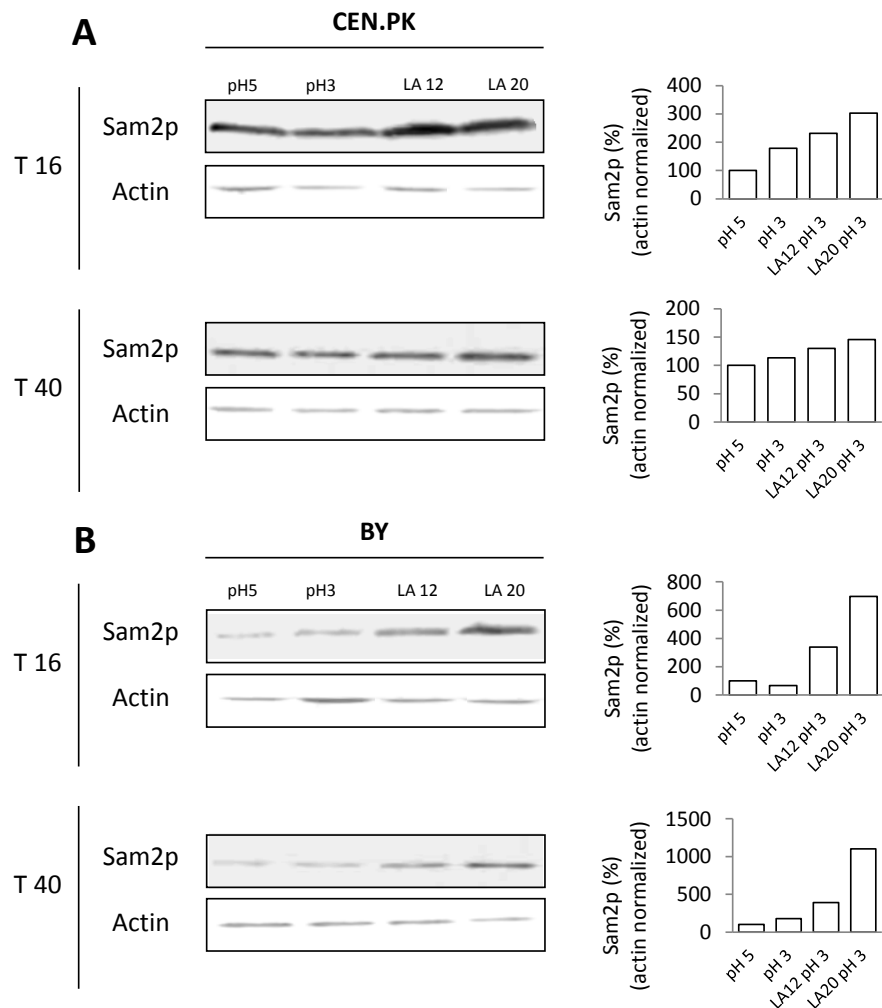 A
CEN.PK
pH5 pH3 LA 12 LA 20
T 16
Sam2p
Actin
Sam2p (%)
(actin normalized)
400
300
200
100
0
pH 5
pH 3
LA12 pH 3
LA20 pH 3
T 40
Sam2p
Actin
Sam2p (%)
(actin normalized)
200
150
100
50
0
pH 5
pH 3
LA12 pH 3
LA20 pH 3
B
BY
pH5 pH3 LA 12 LA 20
T 16
Sam2p
Actin
Sam2p (%)
(actin normalized)
800
600
400
200
0
pH 5
pH 3
LA12 pH 3
LA20 pH 3
T 40
Sam2p
Actin
Sam2p (%)
(actin normalized)
1500
1000
500
0
pH 5
pH 3
LA12 pH 3
LA20 pH 3